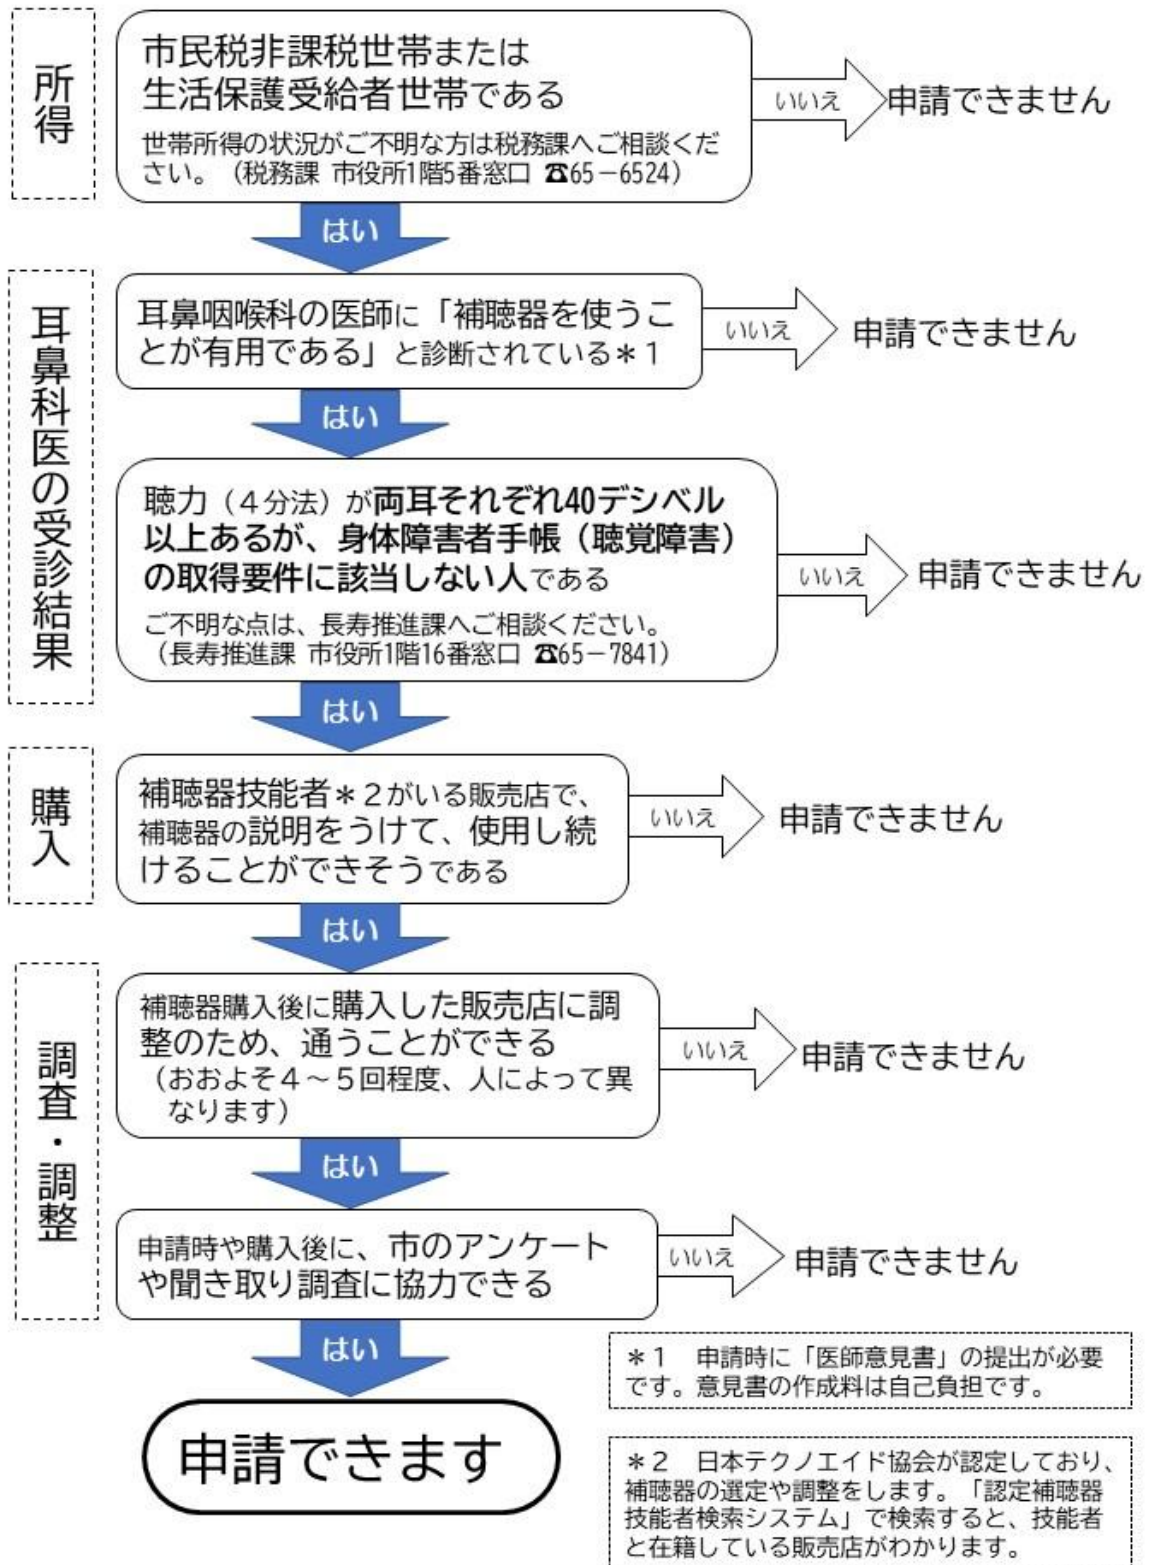 所得
市民税非課税世帯または
生活保護受給者世帯である
世帯所得の状況がご不明な方は税務課へご相談くだ
さい。（税務課 市役所1階5番窓口 ☎65－6524）
いいえ
申請できません
はい
耳鼻科医の受診結果
耳鼻咽喉科の医師に「補聴器を使うこ
とが有用である」と診断されている＊1
いいえ
申請できません
はい
聴力（４分法）が両耳それぞれ40デシベル
以上あるが、身体障害者手帳（聴覚障害）
の取得要件に該当しない人である
ご不明な点は、長寿推進課へご相談ください。
（長寿推進課 市役所1階16番窓口 ☎65－7841）
いいえ
申請できません
はい
購入
補聴器技能者＊２がいる販売店で、
補聴器の説明をうけて、使用し続
けることができそうである
いいえ
申請できません
はい
調査・調整
補聴器購入後に購入した販売店に調
整のため、通うことができる
（おおよそ４～５回程度、人によって異
なります）
いいえ
申請できません
はい
申請時や購入後に、市のアンケート
や聞き取り調査に協力できる
いいえ
申請できません
はい
申請できます
＊１　申請時に「医師意見書」の提出が必要
です。意見書の作成料は自己負担です。
＊２　日本テクノエイド協会が認定しており、
補聴器の選定や調整をします。「認定補聴器
技能者検索システム」で検索すると、技能者
と在籍している販売店がわかります。